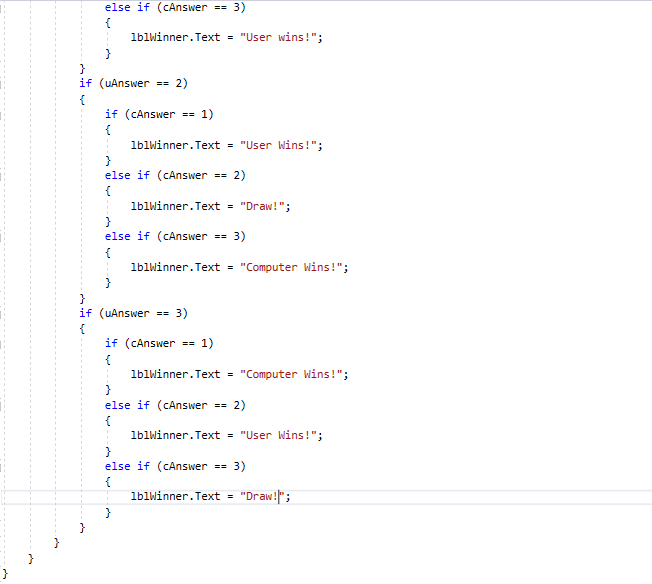 else if (cAnswer == 3)
{
lblWinner.Text = "User wins!";
}
}
if (uAnswer == 2)
{
if (cAnswer == 1)
{
lblWinner.Text = "User Wins!";
}
else if (cAnswer == 2)
{
lblWinner.Text = "Draw!";
}
else if (cAnswer == 3)
{
lblWinner.Text = "Computer Wins!";
}
}
if (uAnswer == 3)
{
if (cAnswer == 1)
{
lblWinner.Text = "Computer Wins!";
}
else if (cAnswer == 2)
{
lblWinner.Text = "User Wins!";
}
else if (cAnswer == 3)
{
lblWinner.Text = "Draw!";
}
}
}
}
}